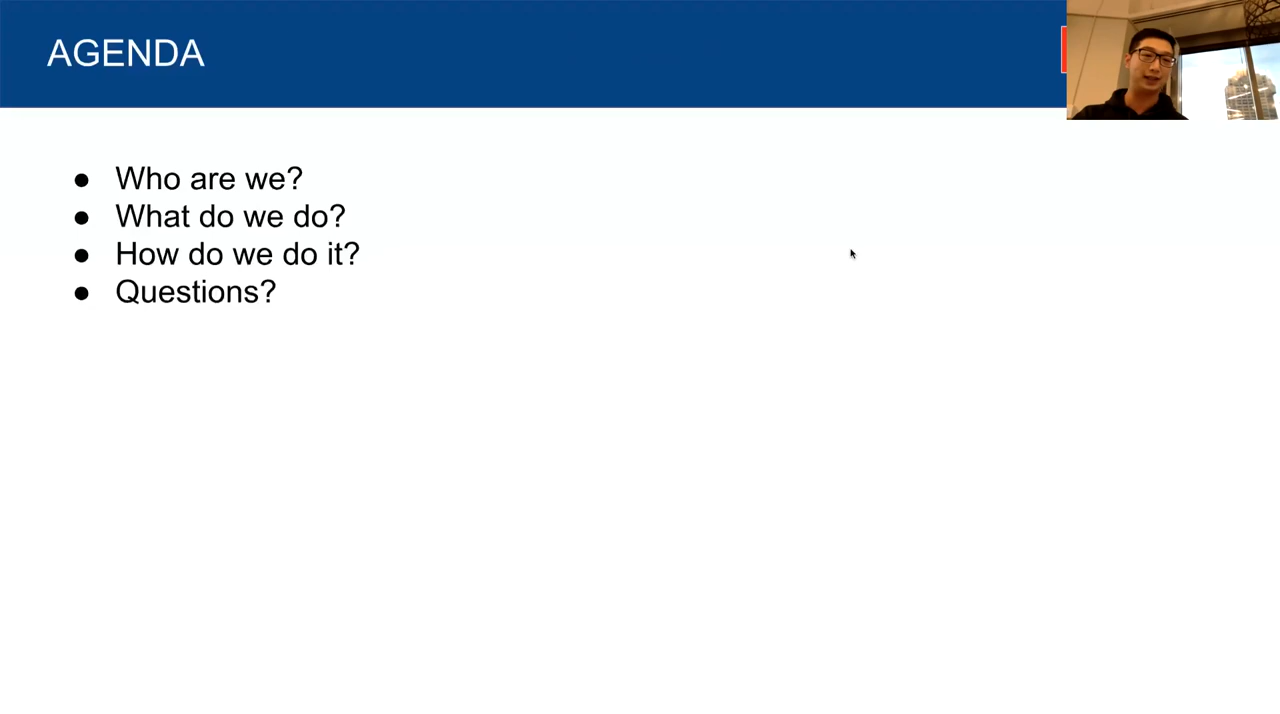 AGENDA
● Who are we?
● What do we do?
● How do we do it?
● Questions?